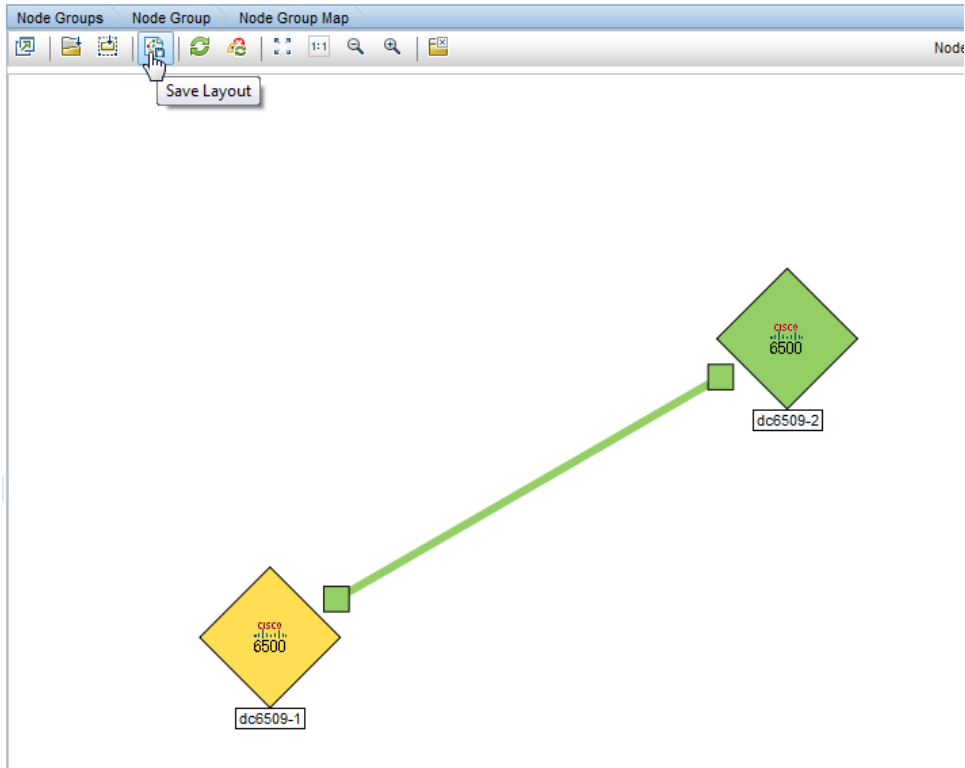 Node Groups Node Group Node Group Map
1:1
Node
Save Layout
cisco
6500
dc6509-2
cisco
6500
dc6509-1